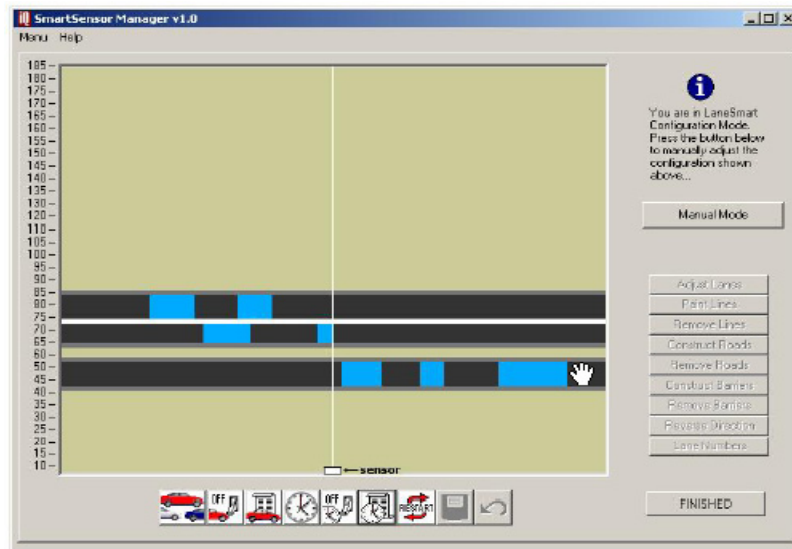 SmartSensor Manager v1.0
Menu Help
185
180
175
170
165
160
155
150
145
140
135
130
120
110
105
100
95
90
85
80
75
70
65
60
50
45
40
35
30
25
20
15
10
sensor
OFF
OFF
RESTART
You are in LaneSmart
Configuration Mode.
Press the button below
to manually adjust the
configuration shown
above...
Manual Mode
Adjust Lanes
Paint Lines
Remove Lines
Construct Roads
Remove Roads
Construct Barriers
Remove Barriers
Reverse Direction
Lane Numbers
FINISHED